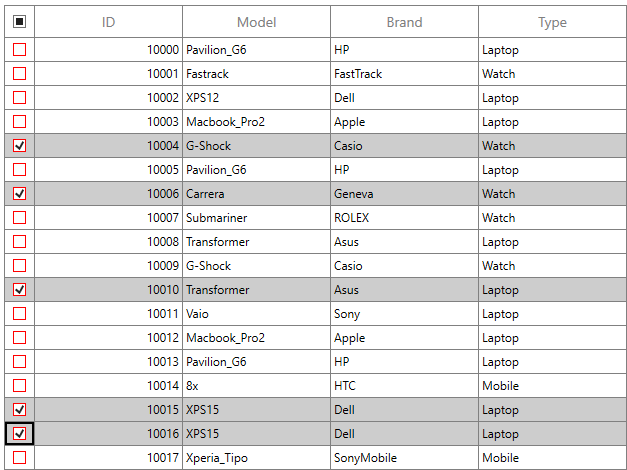 ID Model Brand Type
10000 Pavilion_G6 HP Laptop
10001 Fastrack FastTrack Watch
10002 XPS12 Dell Laptop
10003 Macbook_Pro2 Apple Laptop
10004 G-Shock Casio Watch
10005 Pavilion_G6 HP Laptop
10006 Carrera Geneva Watch
10007 Submariner ROLEX Watch
10008 Transformer Asus Laptop
10009 G-Shock Casio Watch
10010 Transformer Asus Laptop
10011 Vaio Sony Laptop
10012 Macbook_Pro2 Apple Laptop
10013 Pavilion_G6 HP Laptop
10014 8x HTC Mobile
10015 XPS15 Dell Laptop
10016 XPS15 Dell Laptop
10017 Xperia_Tipo SonyMobile Mobile